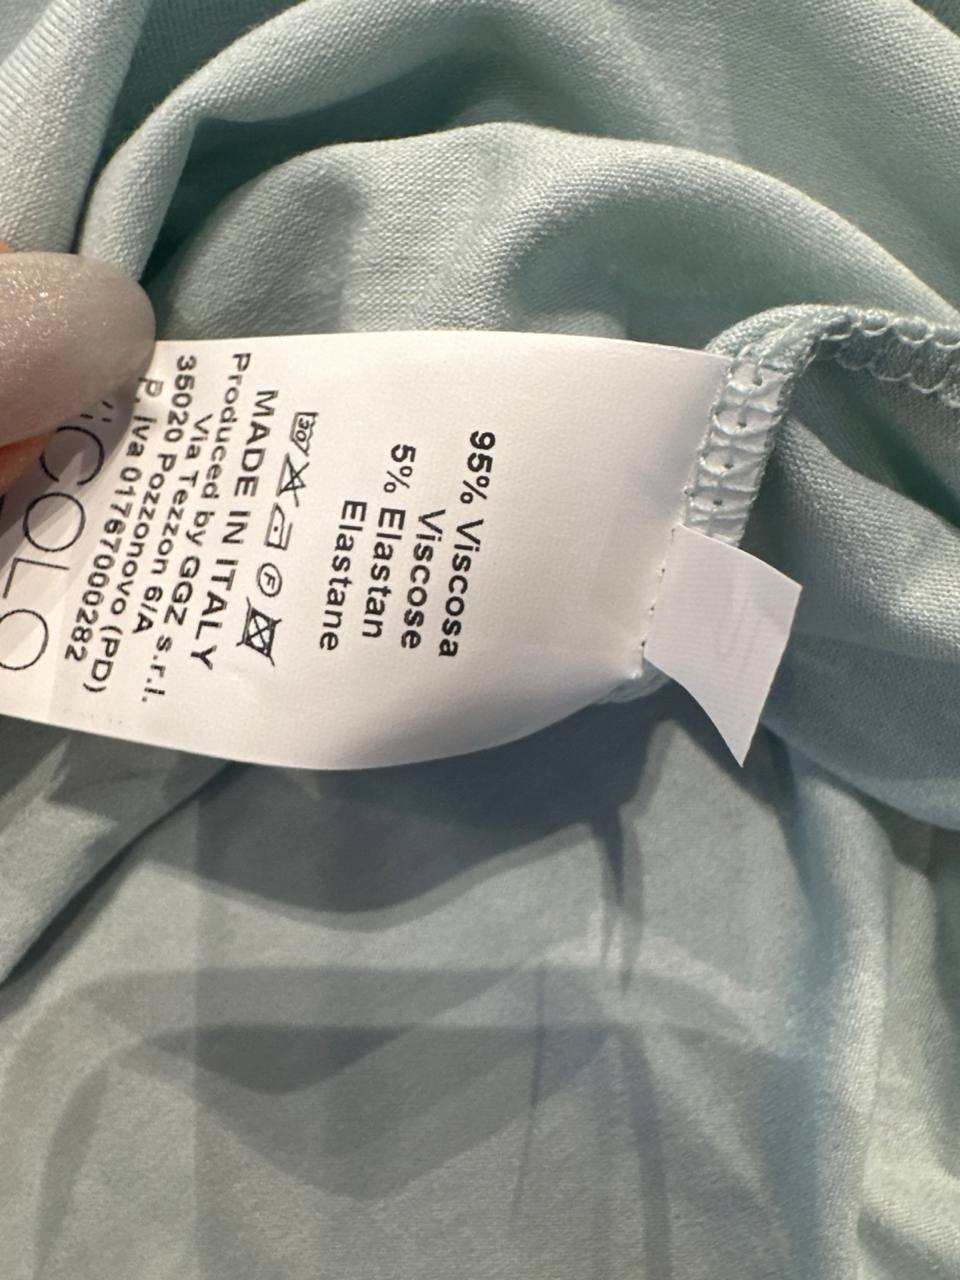 95% Viscosa
Viscose
5% Elastan
Elastane
30 F
MADE IN ITALY
Produced by GGZ s.r.l.
Via Tezzon 6/A
35020 Pozzonovo (PD)
P. iva 01767000282